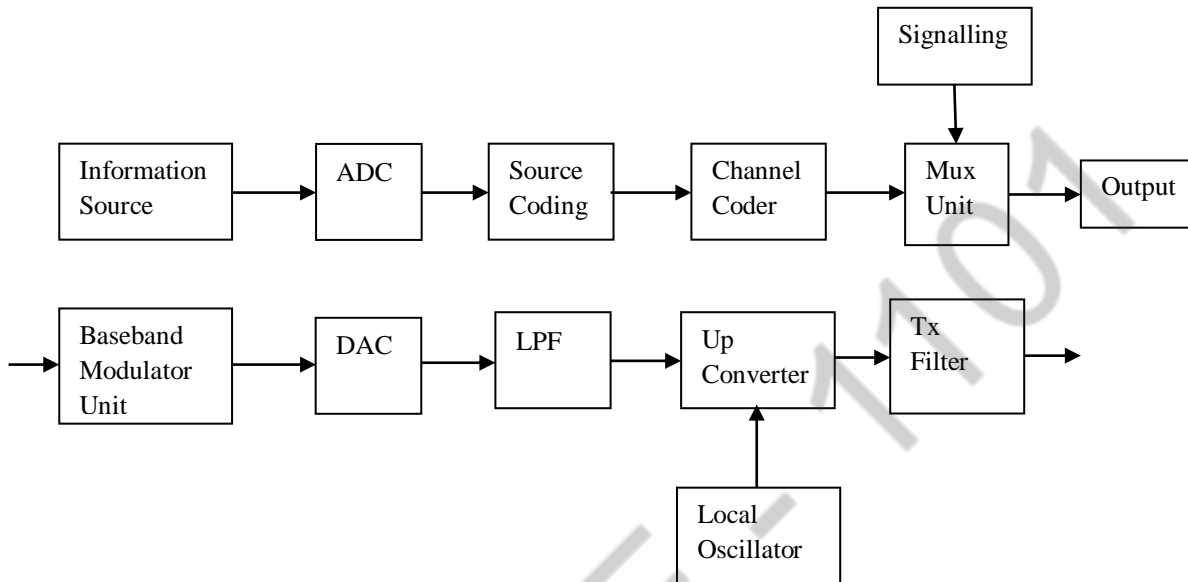 Signalling
Information
Source
ADC
Source
Coding
Channel
Coder
Mux
Unit
Output
Baseband
Modulator
Unit
DAC
LPF
Up
Converter
Tx
Filter
Local
Oscillator
- 1101